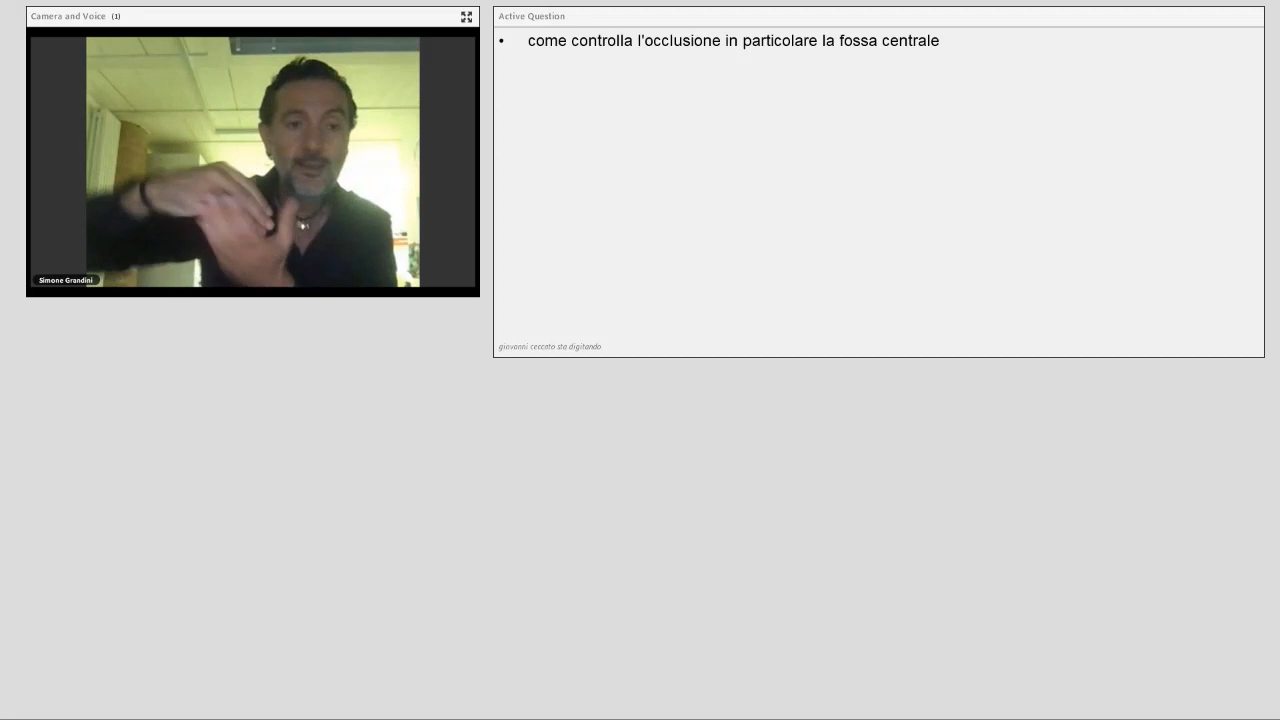 Camera and Voice (1)
Active Question
• come controlla l'occlusione in particolare la fossa centrale
Simone Grandini
giovanni ceccato sta digitando